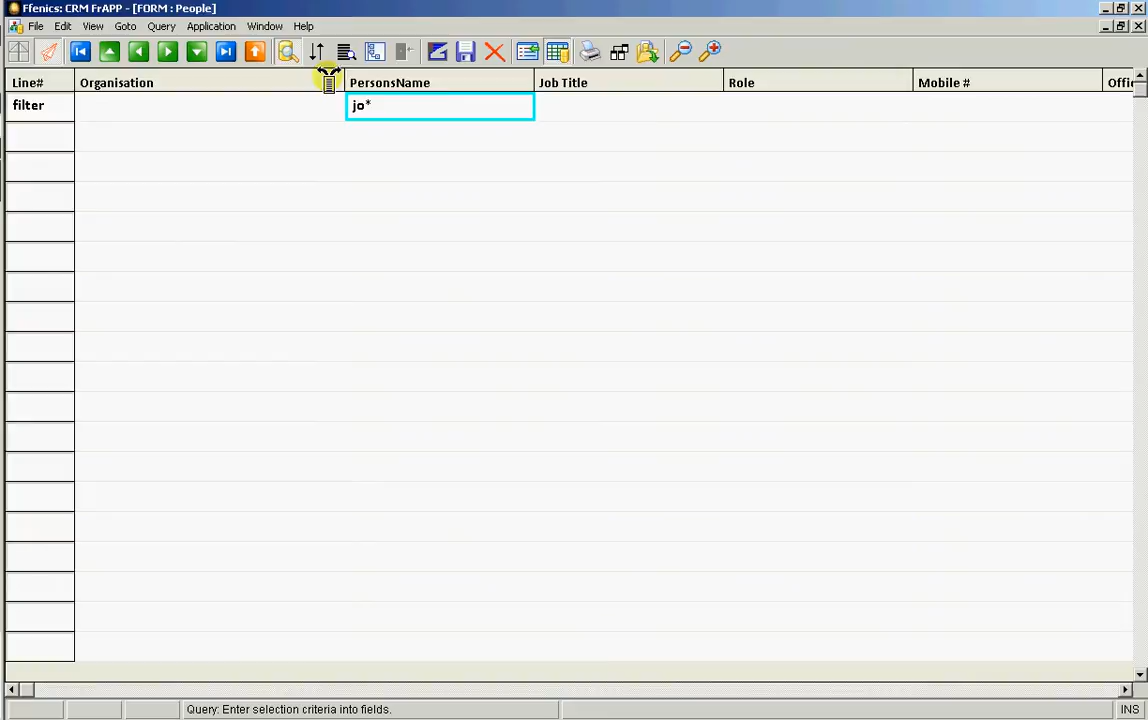 Ffenics: CRM FrAPP - [FORM : People]
File Edit View Goto Query Application Window Help
Line# Organisation PersonsName Job Title Role Mobile # Offic
filter jo*
Query: Enter selection criteria into fields. INS